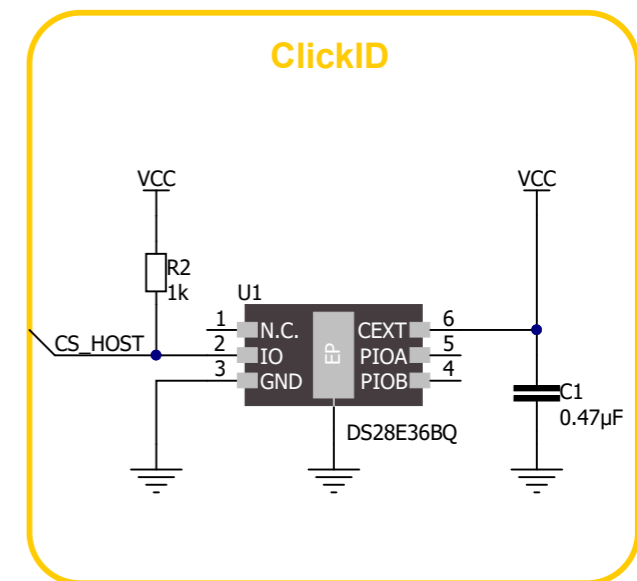 ClickID
VCC
VCC
R2
1k
U1
1
N.C.
CEXT
6
CS_HOST
2
IO
EP
PIOA
5
3
GND
PIOB
4
C1
0.47µF
DS28E36BQ